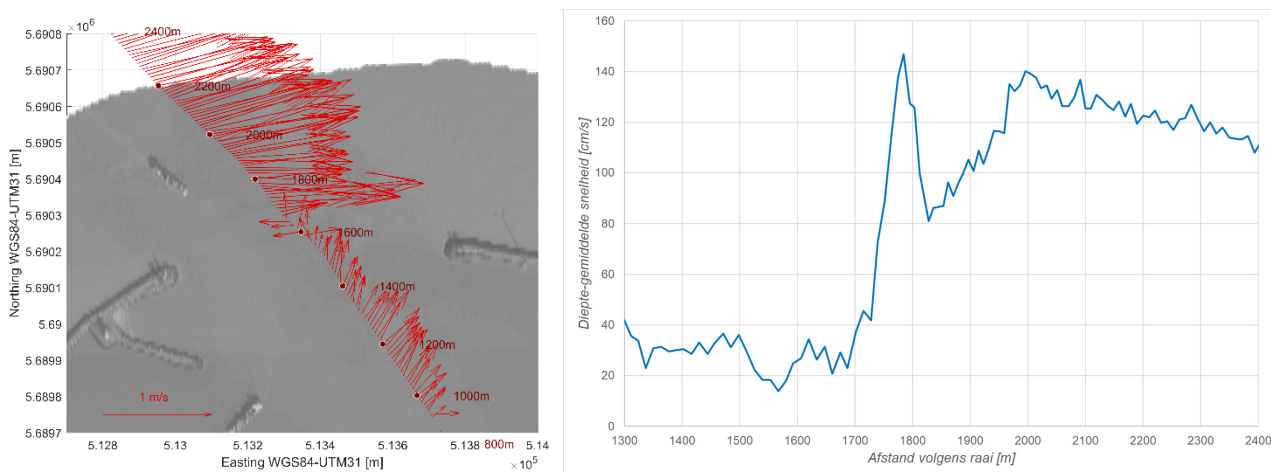 ×10⁶
5.6908
5.6907
5.6906
5.6905
5.6904
5.6903
5.6902
5.6901
5.69
5.6899
5.6898
5.6897
Northing WGS84-UTM31 [m]
2400m
2200m
2000m
1800m
1600m
1400m
1200m
1000m
800m
1 m/s
5.128 5.13 5.132 5.134 5.136 5.138 5.14
Easting WGS84-UTM31 [m]
×10⁵
160
140
120
100
80
60
40
20
0
Diepte-gemiddelde snelheid [cm/s]
1300 1400 1500 1600 1700 1800 1900 2000 2100 2200 2300 2400
Afstand volgens raai [m]